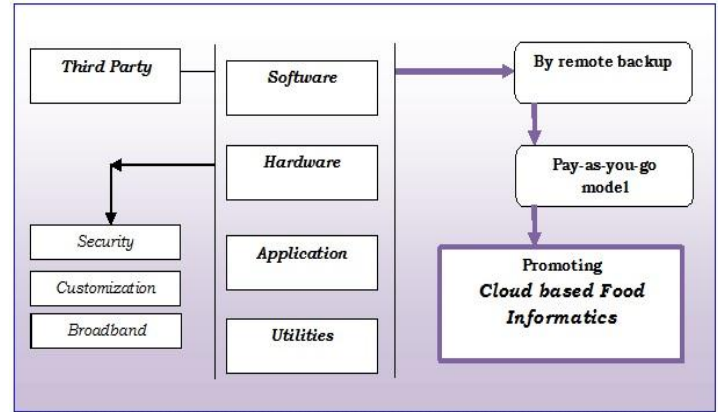 Third Party
Security
Customization
Broadband
Software
Hardware
Application
Utilities
By remote backup
Pay-as-you-go
model
Promoting
Cloud based Food
Informatics